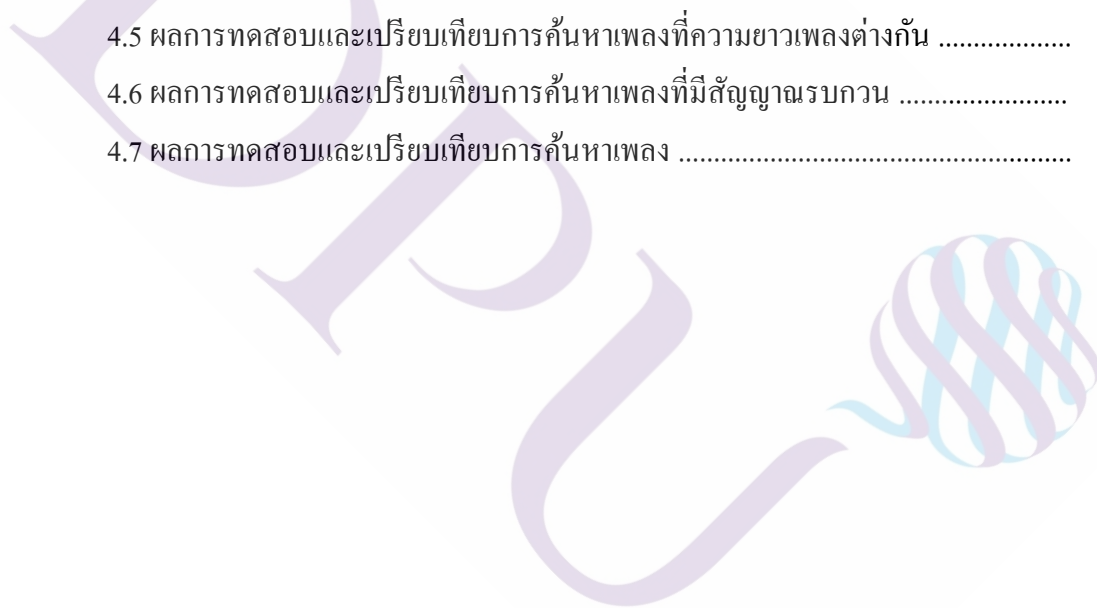 4.5 ผลการทดสอบและเปรียบเทียบการค้นหาเพลงที่ความยาวเพลงต่างกัน ...................
4.6 ผลการทดสอบและเปรียบเทียบการค้นหาเพลงที่มีสัญญาณรบกวน ........................
4.7 ผลการทดสอบและเปรียบเทียบการค้นหาเพลง ........................................................
DPU